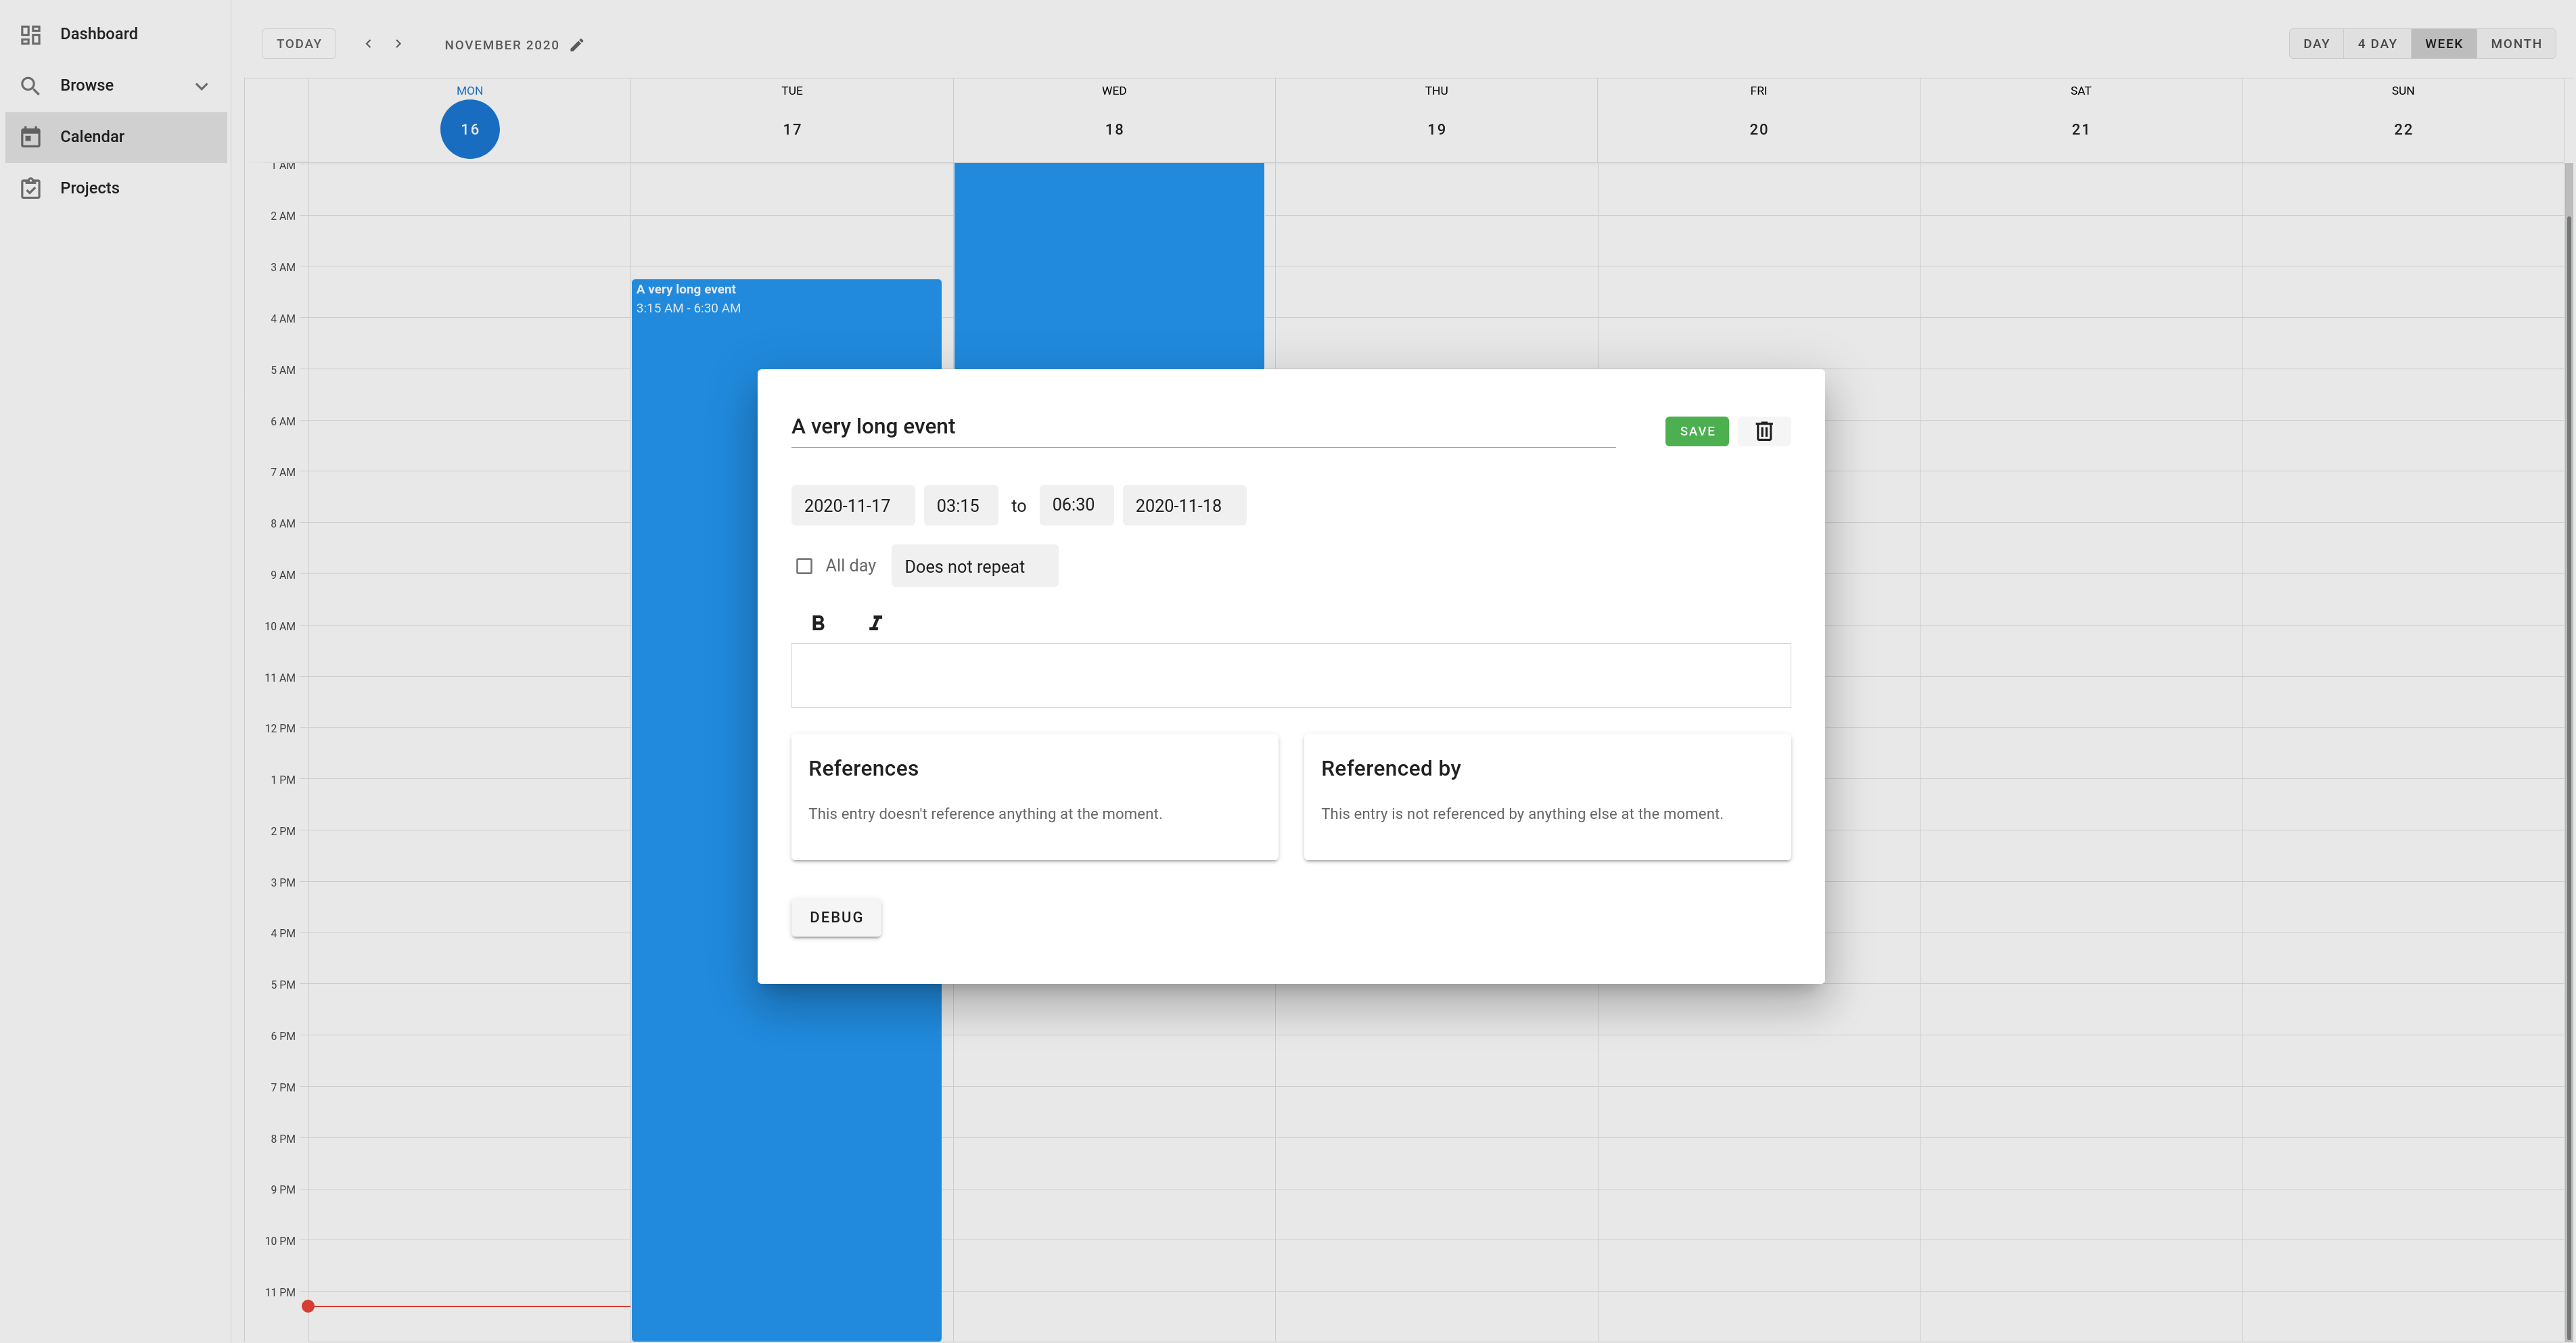 Dashboard
Browse
Calendar
Projects
TODAY
NOVEMBER 2020
DAY 4 DAY WEEK MONTH
MON TUE WED THU FRI SAT SUN
16 17 18 19 20 21 22
1 AM
2 AM
3 AM
A very long event
3:15 AM - 6:30 AM
4 AM
5 AM
6 AM
7 AM
8 AM
9 AM
10 AM
11 AM
12 PM
1 PM
2 PM
3 PM
4 PM
5 PM
6 PM
7 PM
8 PM
9 PM
10 PM
11 PM
A very long event
SAVE
2020-11-17 03:15 to 06:30 2020-11-18
All day Does not repeat
B I
References
This entry doesn't reference anything at the moment.
Referenced by
This entry is not referenced by anything else at the moment.
DEBUG